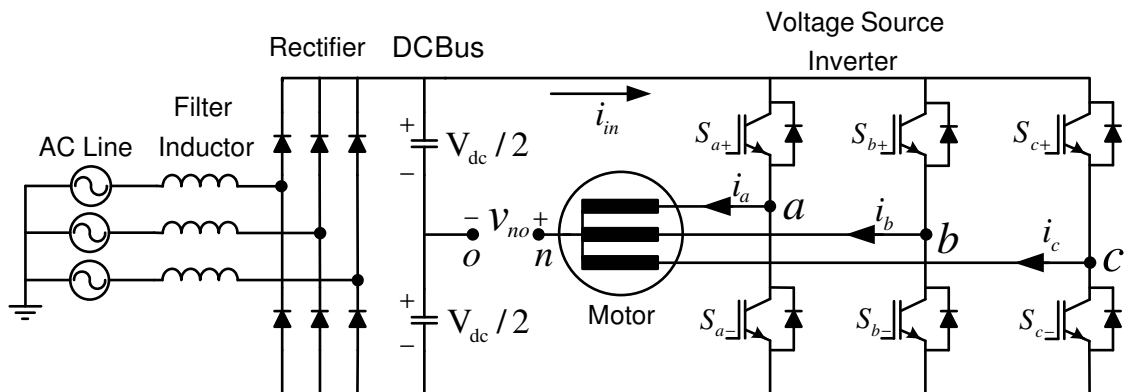 Voltage Source
Inverter
Rectifier
DCBus
Filter
Inductor
AC Line
i_in
S_a+
S_b+
S_c+
+
V_dc / 2
−
i_a
a
− v_no +
o
n
i_b
b
i_c
c
+
V_dc / 2
−
Motor
S_a−
S_b−
S_c−